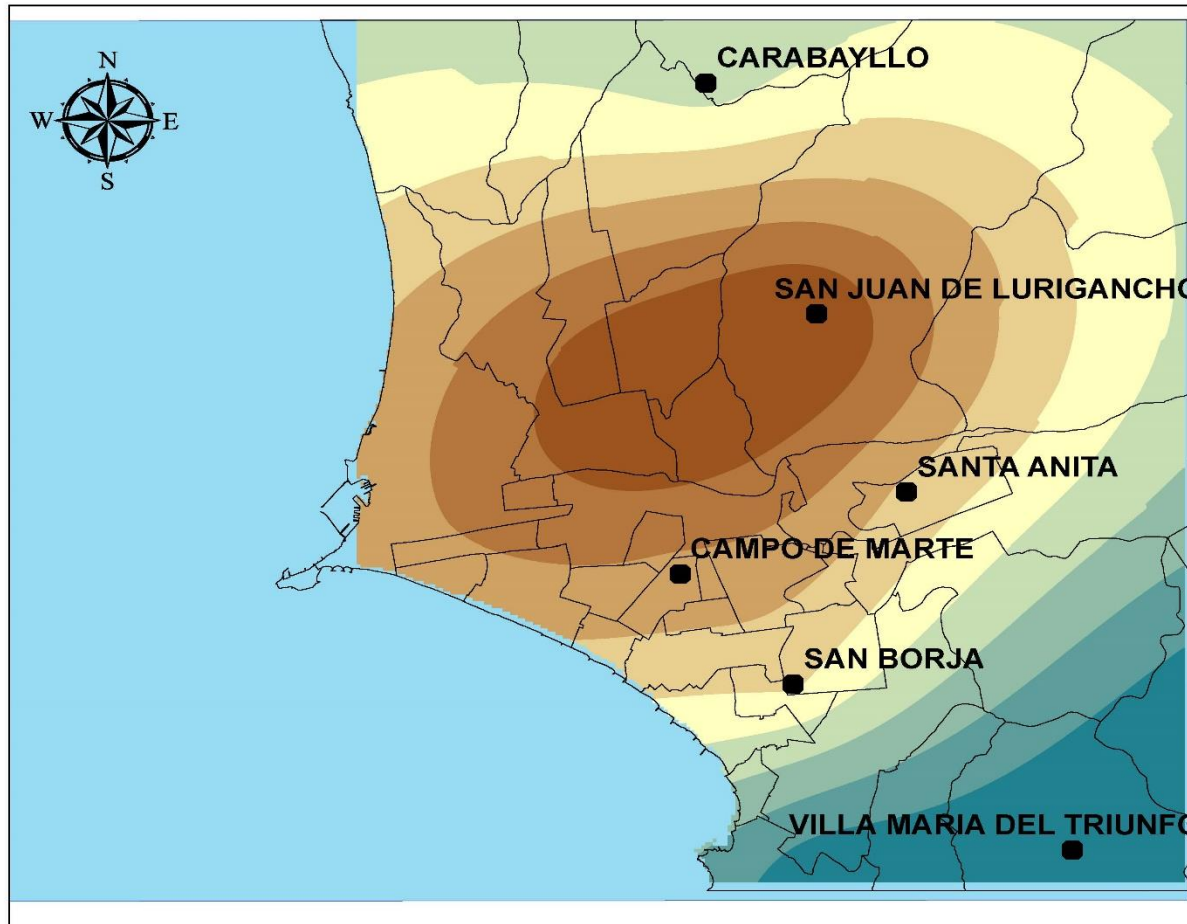 N
W E
S
CARABAYLLO
SAN JUAN DE LURIGANCHO
SANTA ANITA
CAMPO DE MARTE
SAN BORJA
VILLA MARIA DEL TRIUNFO